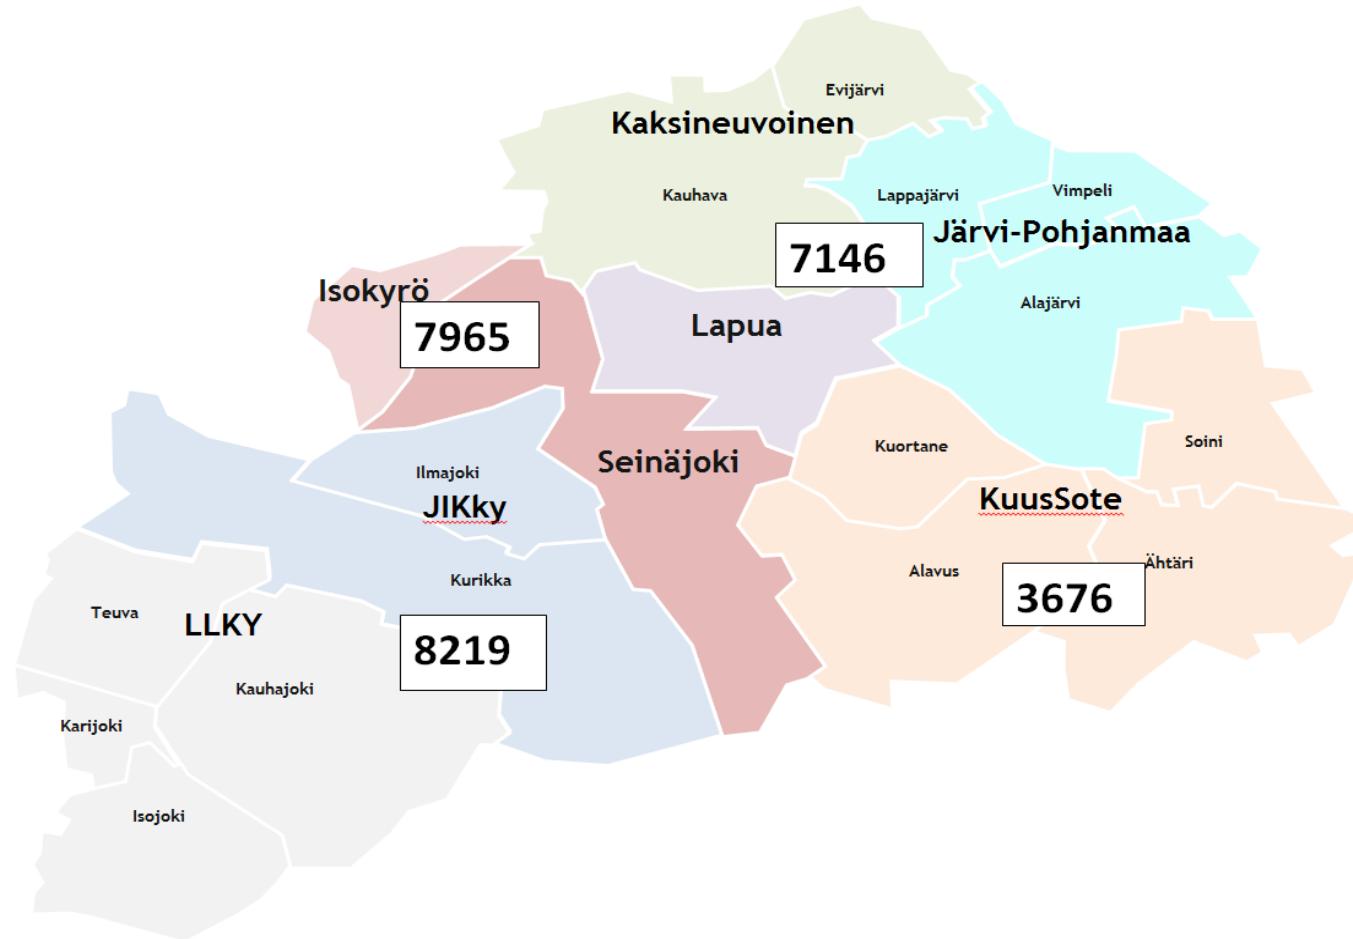 Evijärvi
Kaksineuvoinen
Kauhava
Lappajärvi
Vimpeli
Järvi-Pohjanmaa
7146
Isokyrö
7965
Lapua
Alajärvi
Kuortane
Soini
Seinäjoki
Ilmajoki
JIKky
KuusSote
Kurikka
Alavus
Ähtäri
3676
Teuva
LLKY
8219
Kauhajoki
Karijoki
Isojoki